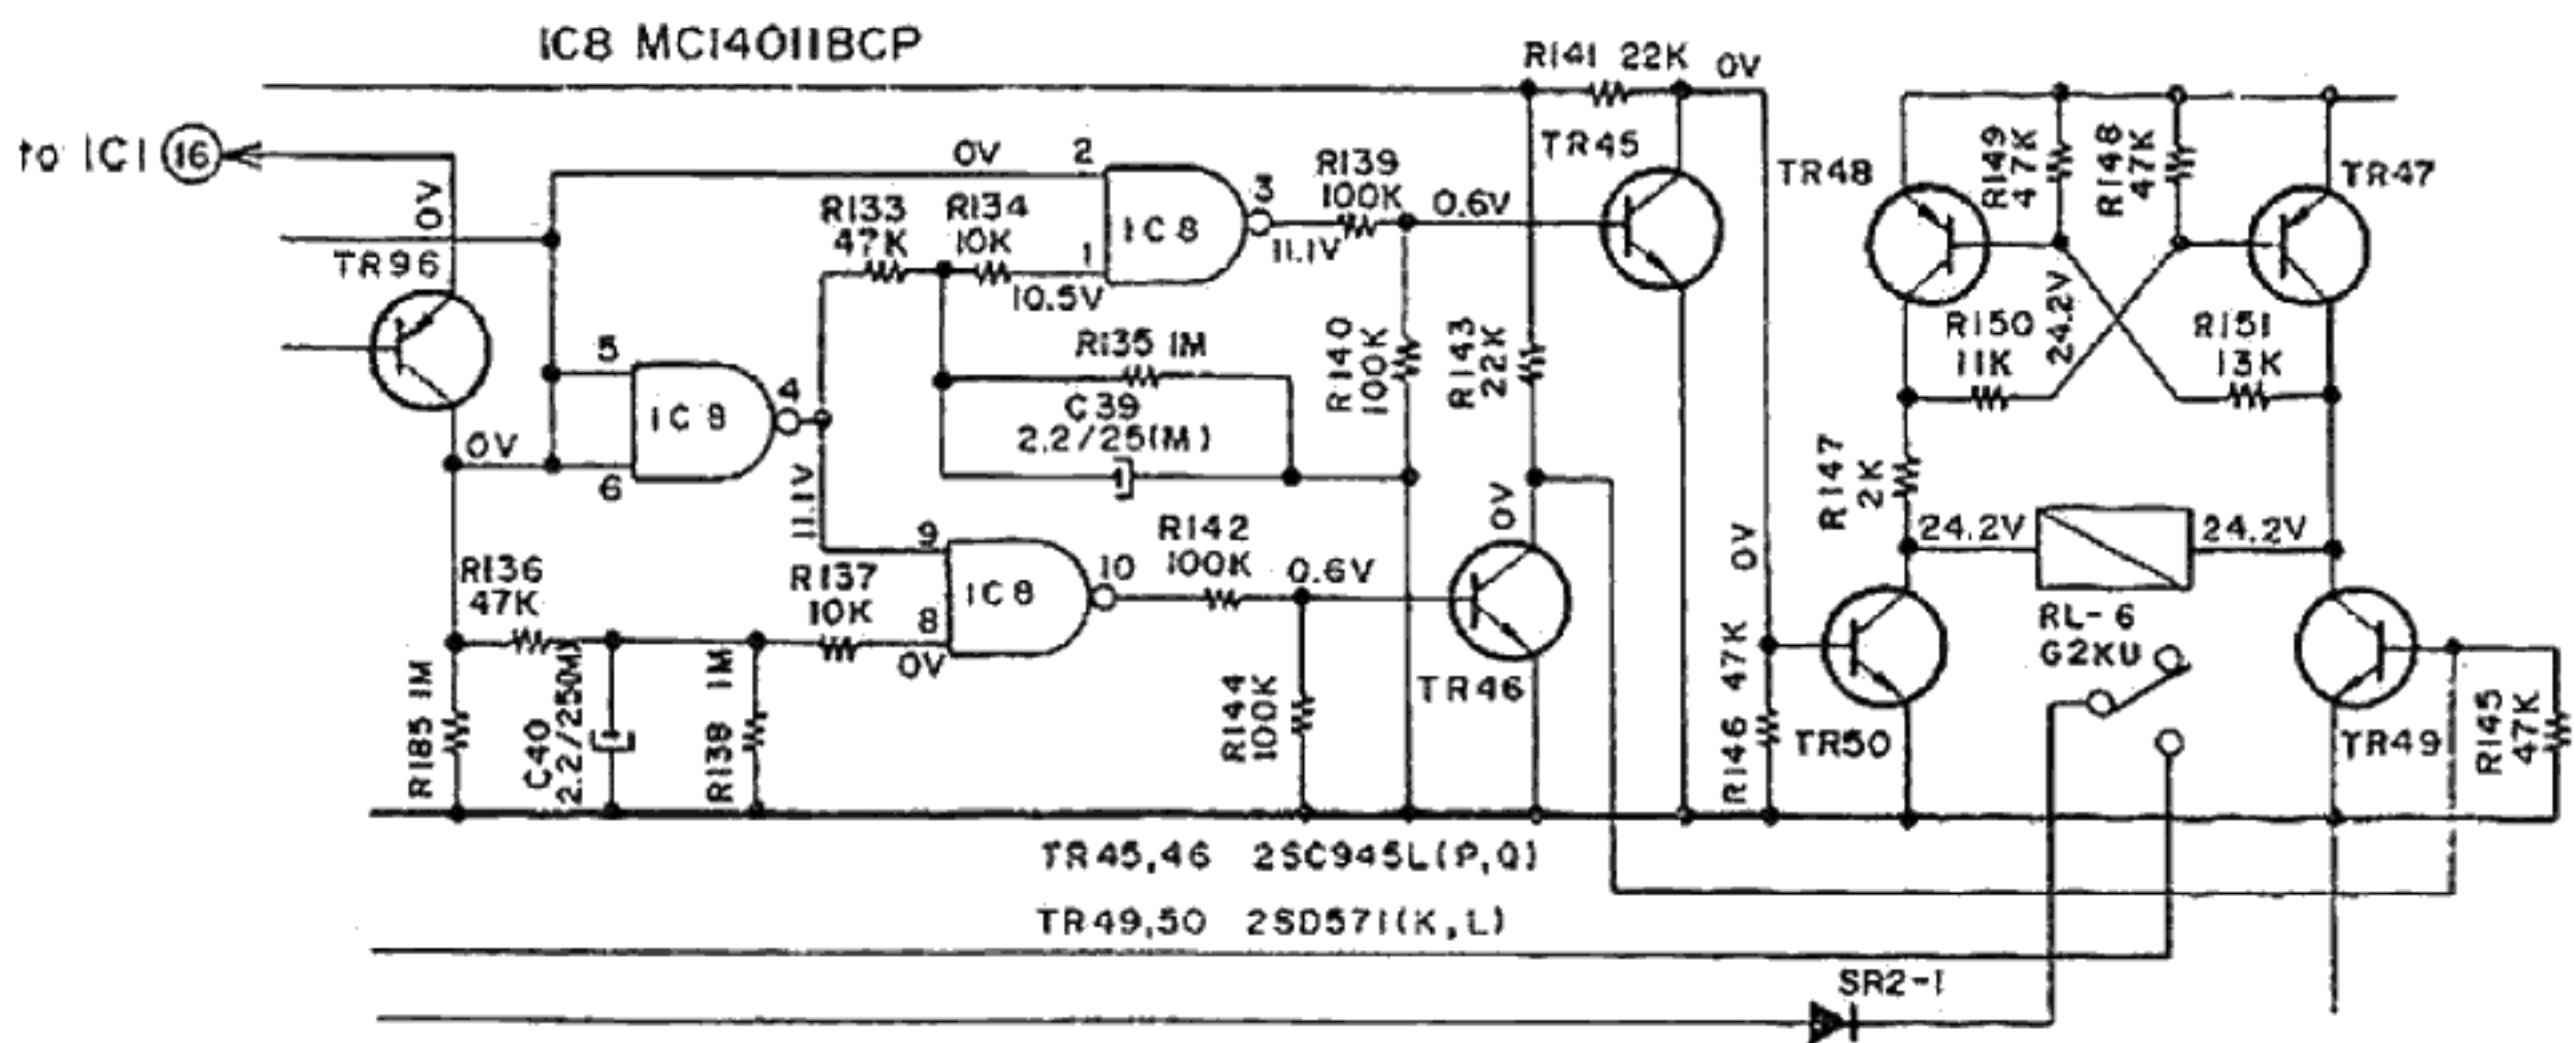 IC8 MC14011BCP
R141 22K 0V
to IC1 16
0V
TR96
0V 2
R133
47K
R134
10K
1
10.5V
IC8
3
11.1V
R139
100K
0.6V
TR45
TR48
R149
47K
R148
47K
TR47
24.2V
R150
11K
R151
13K
5
6
IC8
4
0V
11.1V
R135 1M
C39
2.2/25(M)
R140
100K
R143
22K
R147
2K
24.2V
24.2V
RL-6
G2KU
9
8
0V
IC8
10
R142
100K
0.6V
0V
TR46
R136
47K
R137
10K
R185 1M
C40
2.2/250M)
R138 1M
R144
100K
0V
R146 47K
TR50
TR49
R145
47K
TR45,46 2SC945L(P,Q)
TR49,50 2SD571(K,L)
SR2-1